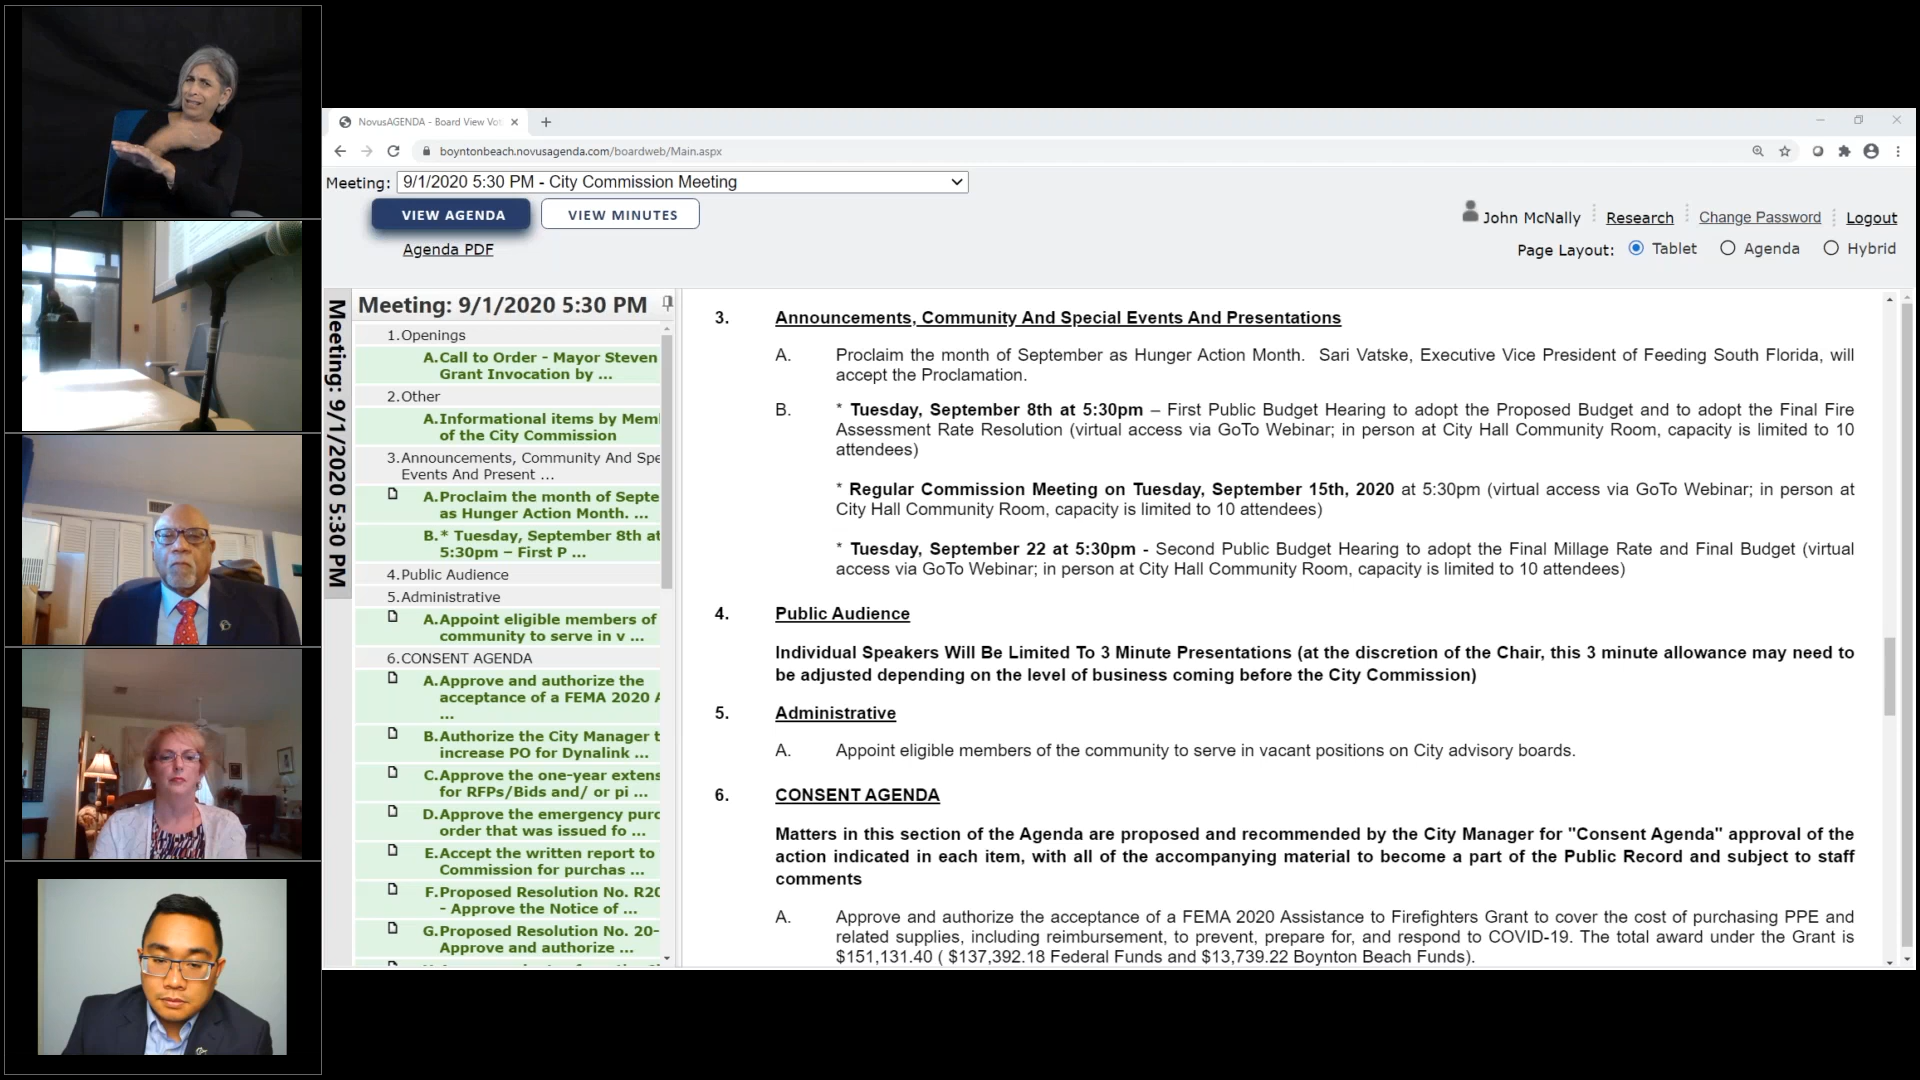 NovusAGENDA - Board View Vot
boyntonbeach.novusagenda.com/boardweb/Main.aspx
Meeting: 9/1/2020 5:30 PM - City Commission Meeting
VIEW AGENDA VIEW MINUTES
Agenda PDF
John McNally Research Change Password Logout
Page Layout: Tablet Agenda Hybrid
Meeting: 9/1/2020 5:30 PM
Meeting: 9/1/2020 5:30 PM
1.Openings
A.Call to Order - Mayor Steven
Grant Invocation by ...
2.Other
A.Informational items by Mem
of the City Commission
3.Announcements, Community And Spe
Events And Present ...
A.Proclaim the month of Septe
as Hunger Action Month. ...
B.* Tuesday, September 8th at
5:30pm – First P ...
4.Public Audience
5.Administrative
A.Appoint eligible members of
community to serve in v ...
6.CONSENT AGENDA
A.Approve and authorize the
acceptance of a FEMA 2020 A
...
B.Authorize the City Manager t
increase PO for Dynalink ...
C.Approve the one-year extens
for RFPs/Bids and/ or pi ...
D.Approve the emergency purc
order that was issued fo ...
E.Accept the written report to
Commission for purchas ...
F.Proposed Resolution No. R20
- Approve the Notice of ...
G.Proposed Resolution No. 20-
Approve and authorize ...
3. Announcements, Community And Special Events And Presentations
A. Proclaim the month of September as Hunger Action Month. Sari Vatske, Executive Vice President of Feeding South Florida, will
accept the Proclamation.
B. * Tuesday, September 8th at 5:30pm – First Public Budget Hearing to adopt the Proposed Budget and to adopt the Final Fire
Assessment Rate Resolution (virtual access via GoTo Webinar; in person at City Hall Community Room, capacity is limited to 10
attendees)
* Regular Commission Meeting on Tuesday, September 15th, 2020 at 5:30pm (virtual access via GoTo Webinar; in person at
City Hall Community Room, capacity is limited to 10 attendees)
* Tuesday, September 22 at 5:30pm - Second Public Budget Hearing to adopt the Final Millage Rate and Final Budget (virtual
access via GoTo Webinar; in person at City Hall Community Room, capacity is limited to 10 attendees)
4. Public Audience
Individual Speakers Will Be Limited To 3 Minute Presentations (at the discretion of the Chair, this 3 minute allowance may need to
be adjusted depending on the level of business coming before the City Commission)
5. Administrative
A. Appoint eligible members of the community to serve in vacant positions on City advisory boards.
6. CONSENT AGENDA
Matters in this section of the Agenda are proposed and recommended by the City Manager for "Consent Agenda" approval of the
action indicated in each item, with all of the accompanying material to become a part of the Public Record and subject to staff
comments
A. Approve and authorize the acceptance of a FEMA 2020 Assistance to Firefighters Grant to cover the cost of purchasing PPE and
related supplies, including reimbursement, to prevent, prepare for, and respond to COVID-19. The total award under the Grant is
$151,131.40 ( $137,392.18 Federal Funds and $13,739.22 Boynton Beach Funds).